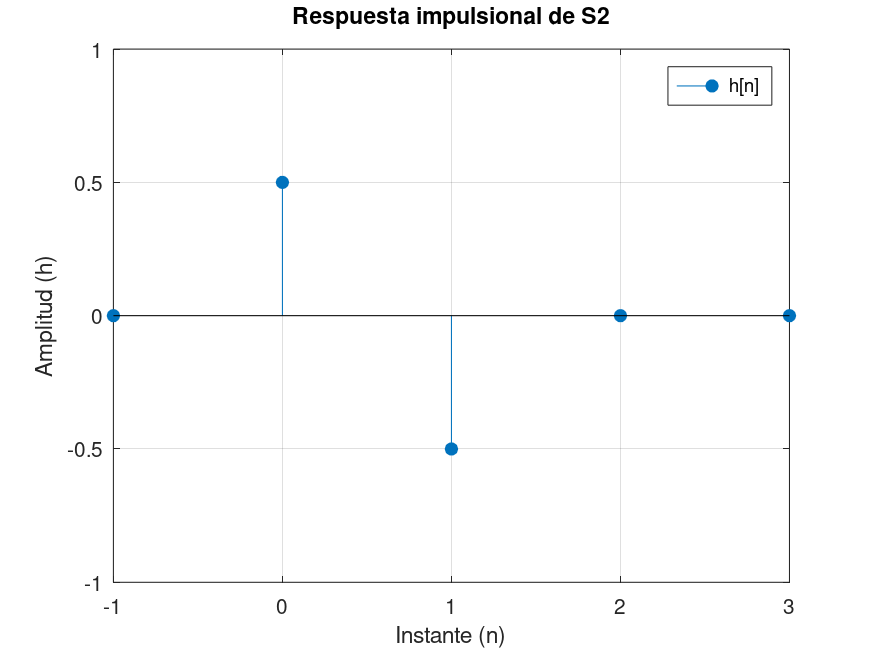 Respuesta impulsional de S2
h[n]
1
0.5
0
-0.5
-1
Amplitud (h)
-1 0 1 2 3
Instante (n)